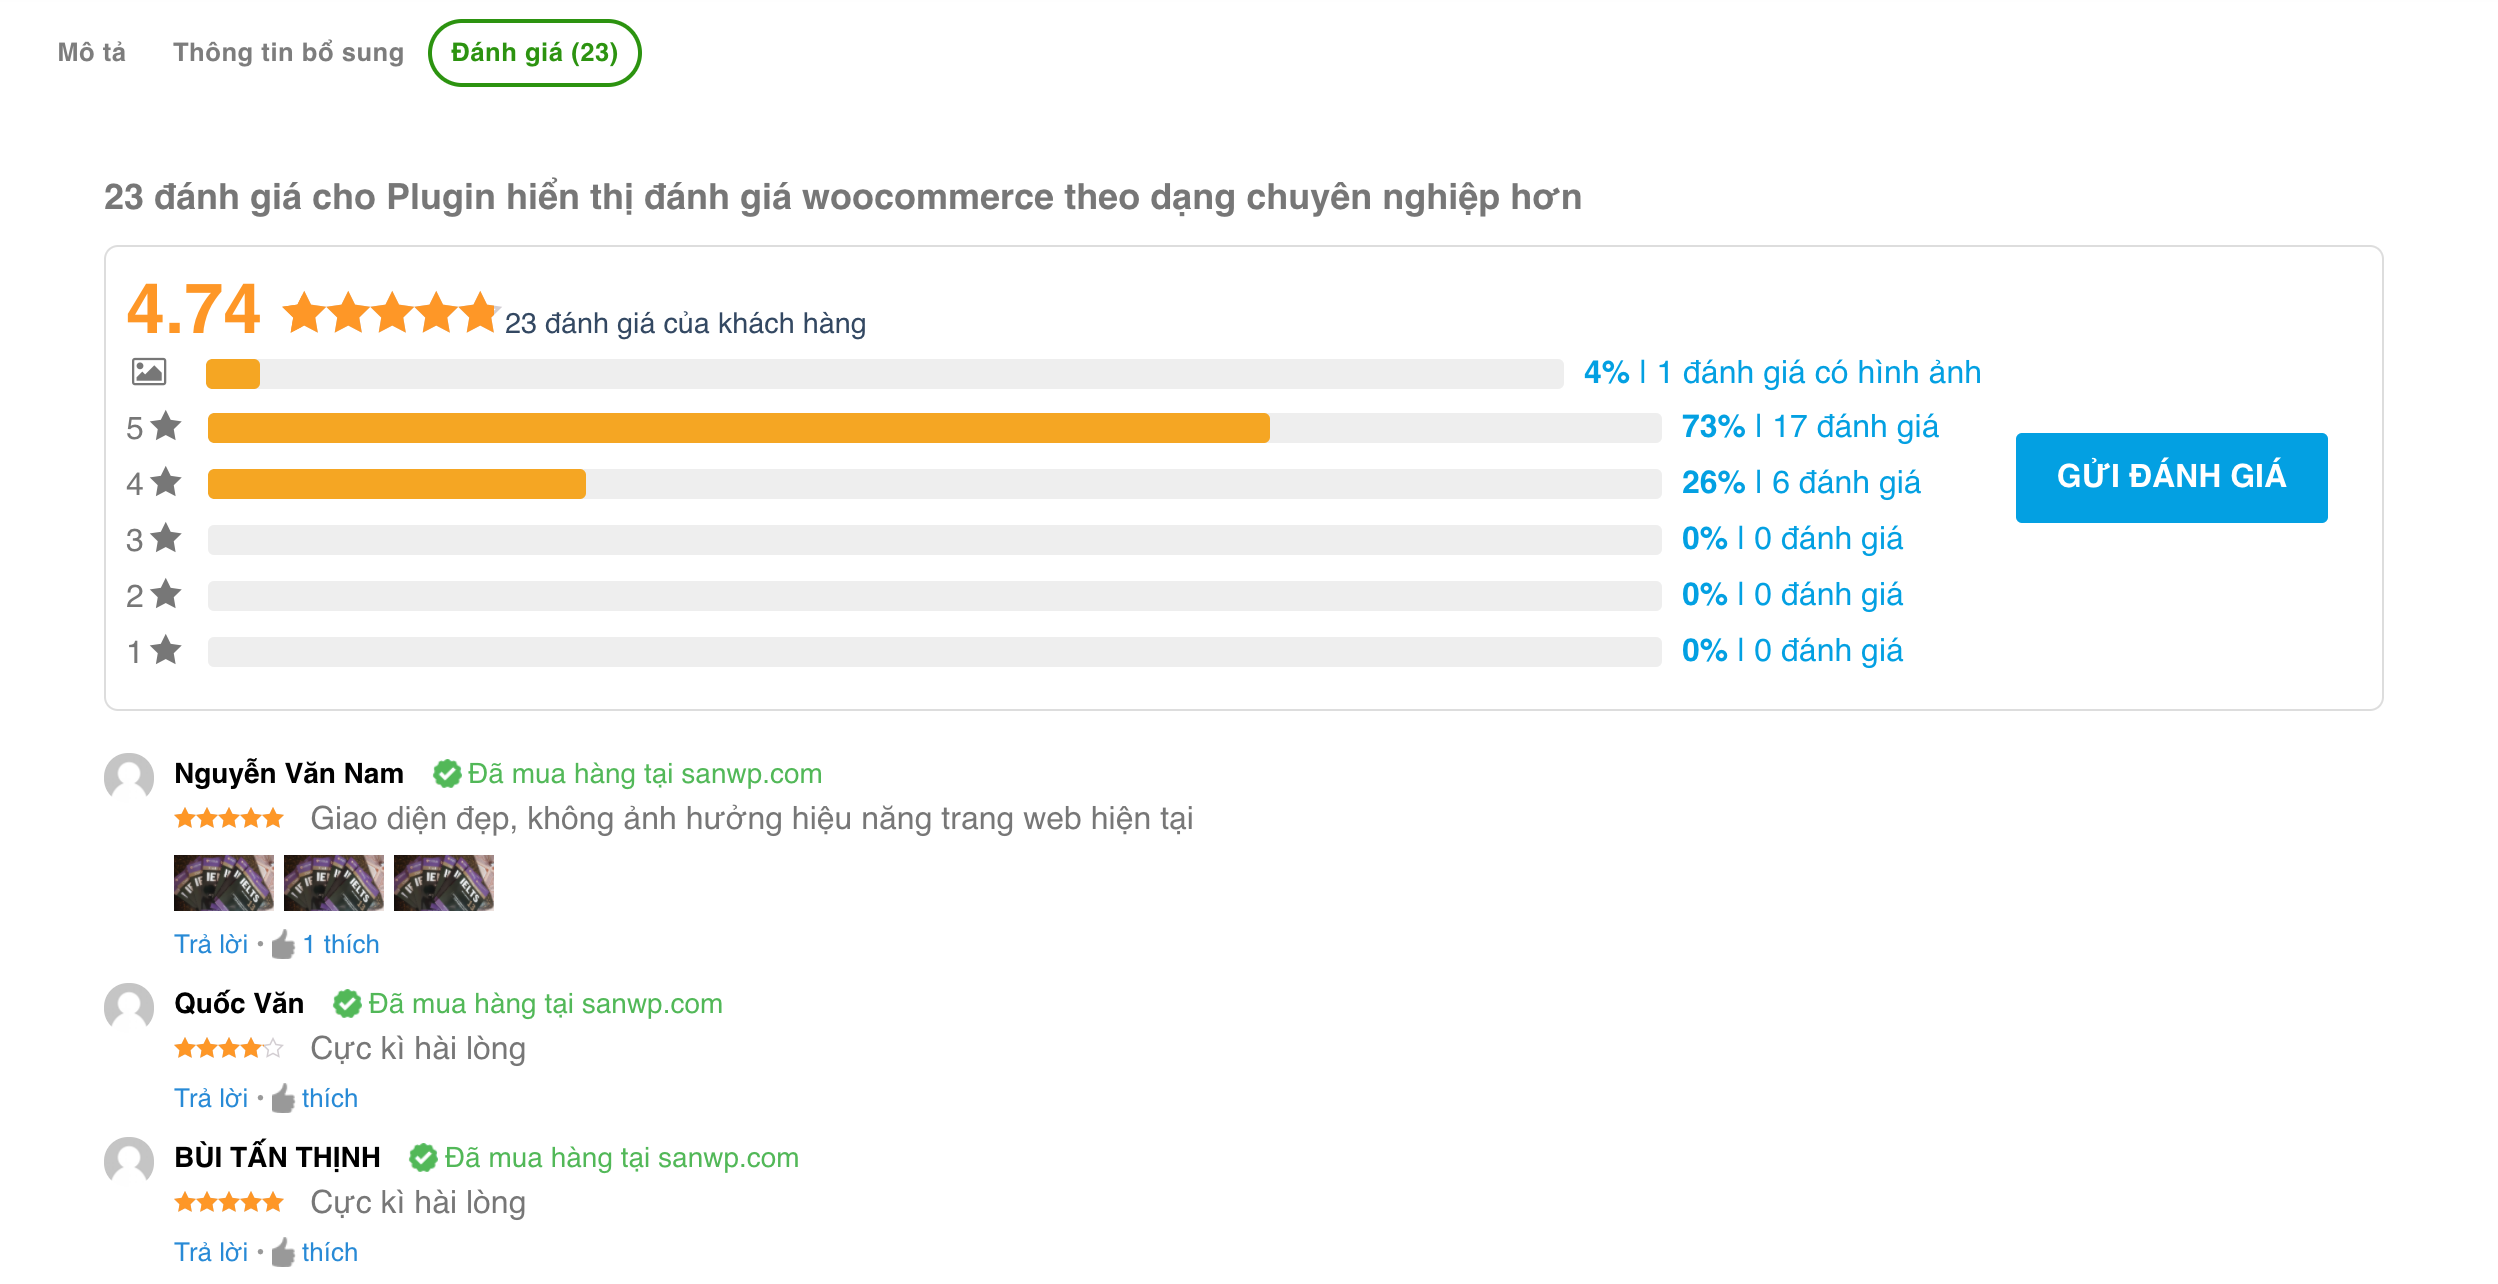 Mô tả Thông tin bổ sung Đánh giá (23)
23 đánh giá cho Plugin hiển thị đánh giá woocommerce theo dạng chuyên nghiệp hơn
4.74 23 đánh giá của khách hàng
4% | 1 đánh giá có hình ảnh
5 73% | 17 đánh giá
4 26% | 6 đánh giá
GỬI ĐÁNH GIÁ
3 0% | 0 đánh giá
2 0% | 0 đánh giá
1 0% | 0 đánh giá
Nguyễn Văn Nam Đã mua hàng tại sanwp.com
Giao diện đẹp, không ảnh hưởng hiệu năng trang web hiện tại
IELTS IELTS IELTS
Trả lời • 1 thích
Quốc Văn Đã mua hàng tại sanwp.com
Cực kì hài lòng
Trả lời • thích
BÙI TẤN THỊNH Đã mua hàng tại sanwp.com
Cực kì hài lòng
Trả lời • thích